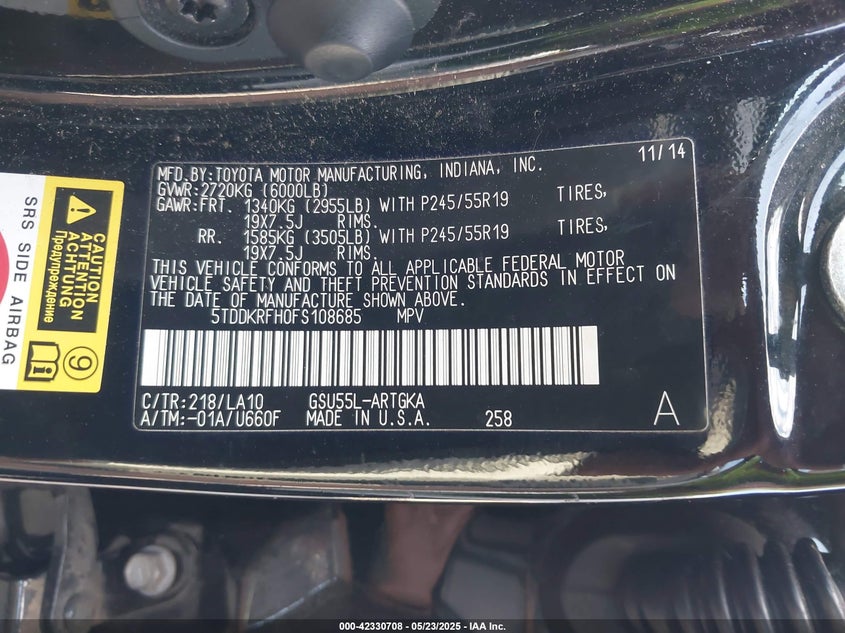 MFD.BY:TOYOTA MOTOR MANUFACTURING, INDIANA, INC. 11/14
GVWR:2720KG (6000LB)
GAWR:FRT. 1340KG (2955LB) WITH P245/55R19 TIRES,
19X7.5J RIMS.
RR. 1585KG (3505LB) WITH P245/55R19 TIRES,
19X7.5J RIMS.
THIS VEHICLE CONFORMS TO ALL APPLICABLE FEDERAL MOTOR
VEHICLE SAFETY AND THEFT PREVENTION STANDARDS IN EFFECT ON
THE DATE OF MANUFACTURE SHOWN ABOVE.
5TDDKRFH0FS108685 MPV
C/TR:218/LA10 GSU55L-ARTGKA
A/TM:-01A/U660F MADE IN U.S.A. 258 A
SRS SIDE AIRBAG
CAUTION
ATTENTION
ACHTUNG
Предупреждение
9
000-42330708 - 05/23/2025 - IAA Inc.